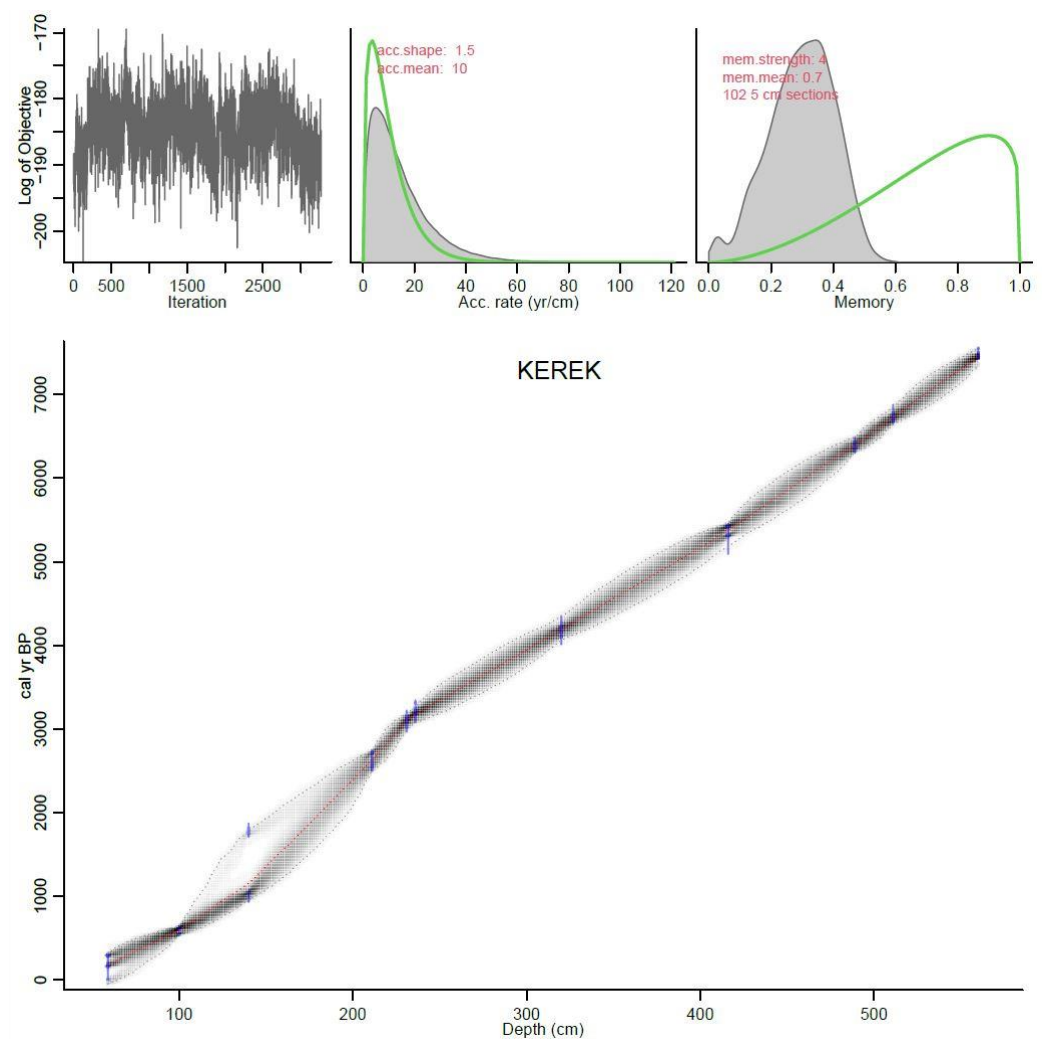 -170
-180
-190
-200
Log of Objective
0 500 1500 2500
Iteration
acc.shape: 1.5
acc.mean: 10
0 20 40 60 80 100 120
Acc. rate (yr/cm)
mem.strength: 4
mem.mean: 0.7
102 5 cm sections
0.0 0.2 0.4 0.6 0.8 1.0
Memory
KEREK
7000
6000
5000
4000
3000
2000
1000
0
cal yr BP
100 200 300 400 500
Depth (cm)